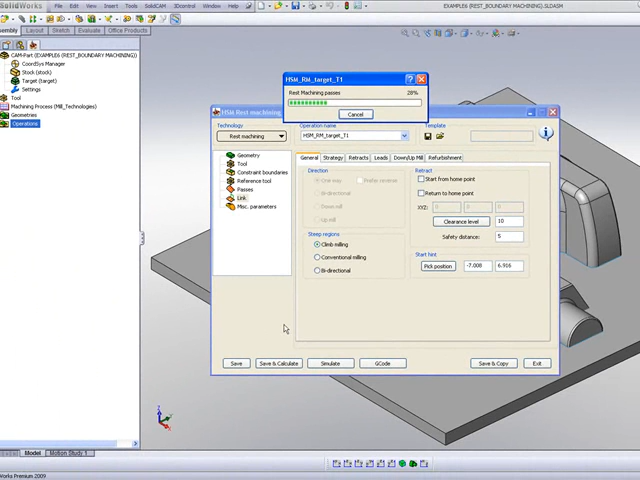 SolidWorks
File Edit View Insert Tools SolidCAM 3Dcontrol Window Help
EXAMPLE6 (REST_BOUNDARY MACHINING).SLDASM
Assembly Layout Sketch Evaluate Office Products
CAM-Part (EXAMPLE6 (REST_BOUNDARY MACHINING))
CoordSys Manager
Stock (stock)
Target (target)
Settings
Tool
Machining Process (Mill_Technologies)
Geometries
Operations
HSM_RM_target_T1
Rest Machining passes 28%
Cancel
HSM Rest machining
Technology
Rest machining
Operation name
HSM_RM_target_T1
Template
Geometry
Tool
Constraint boundaries
Reference tool
Passes
Link
Misc. parameters
General Strategy Retracts Leads Down/Up Mill Refurbishment
Direction
One way
Prefer reverse
Bi-directional
Down mill
Up mill
Steep regions
Climb milling
Conventional milling
Bi-directional
Retract
Start from home point
Return to home point
XYZ: 0 0 0
Clearance level 10
Safety distance: 5
Start hint
Pick position -7.008 6.916
Save Save & Calculate Simulate GCode Save & Copy Exit
Model Motion Study 1
Works Premium 2009